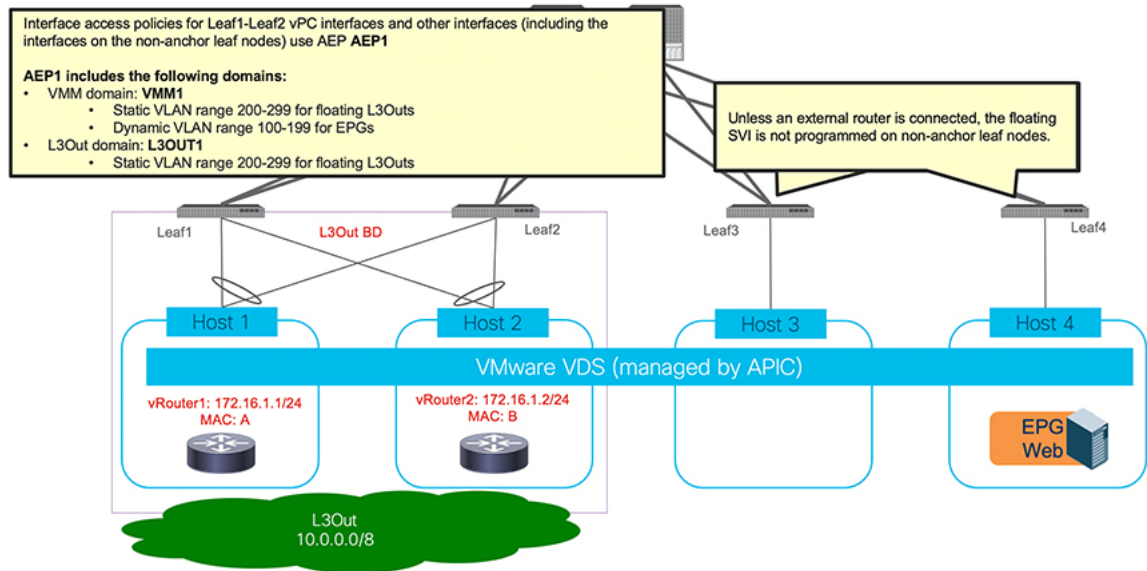 Interface access policies for Leaf1-Leaf2 vPC interfaces and other interfaces (including the
interfaces on the non-anchor leaf nodes) use AEP AEP1
AEP1 includes the following domains:
• VMM domain: VMM1
• Static VLAN range 200-299 for floating L3Outs
• Dynamic VLAN range 100-199 for EPGs
• L3Out domain: L3OUT1
• Static VLAN range 200-299 for floating L3Outs
Unless an external router is connected, the floating
SVI is not programmed on non-anchor leaf nodes.
Leaf1
L3Out BD
Leaf2
Leaf3
Leaf4
Host 1
Host 2
Host 3
Host 4
VMware VDS (managed by APIC)
vRouter1: 172.16.1.1/24
MAC: A
vRouter2: 172.16.1.2/24
MAC: B
EPG
Web
L3Out
10.0.0.0/8